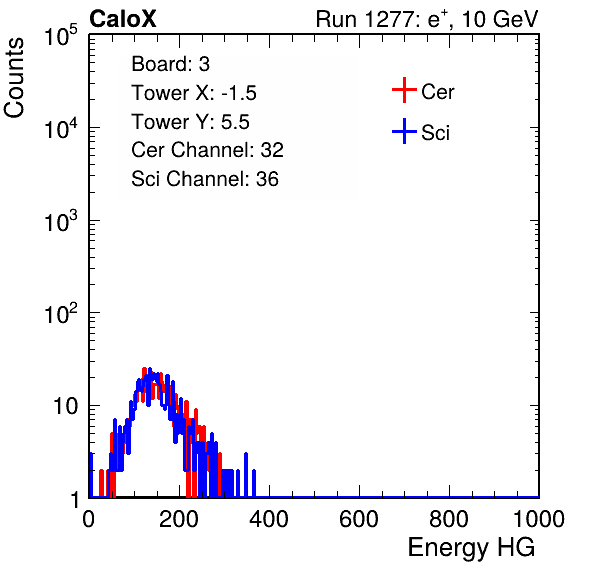 CaloX Run 1277: e⁺, 10 GeV
Counts
10⁵
10⁴
10³
10²
10
1
Board: 3
Tower X: -1.5
Tower Y: 5.5
Cer Channel: 32
Sci Channel: 36
Cer
Sci
0 200 400 600 800 1000
Energy HG